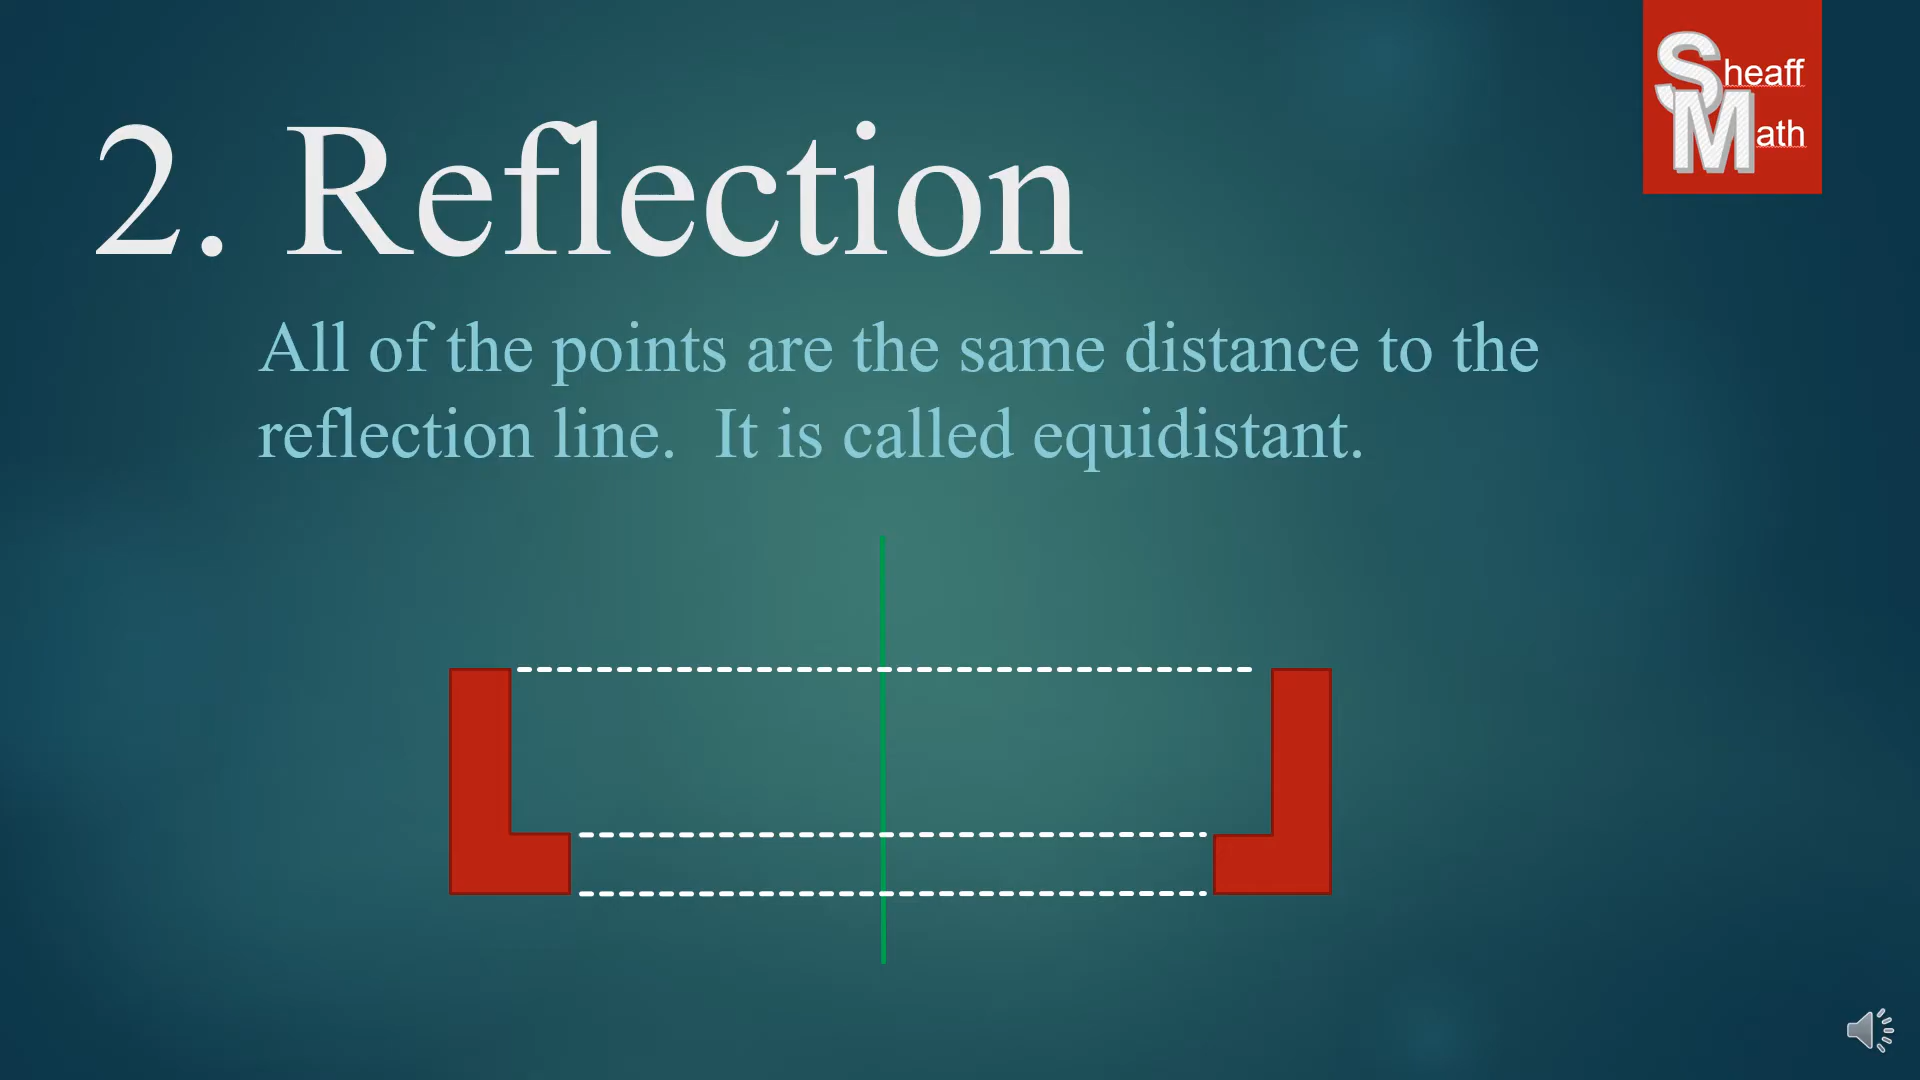 Sheaff
Math
2. Reflection
All of the points are the same distance to the
reflection line.  It is called equidistant.